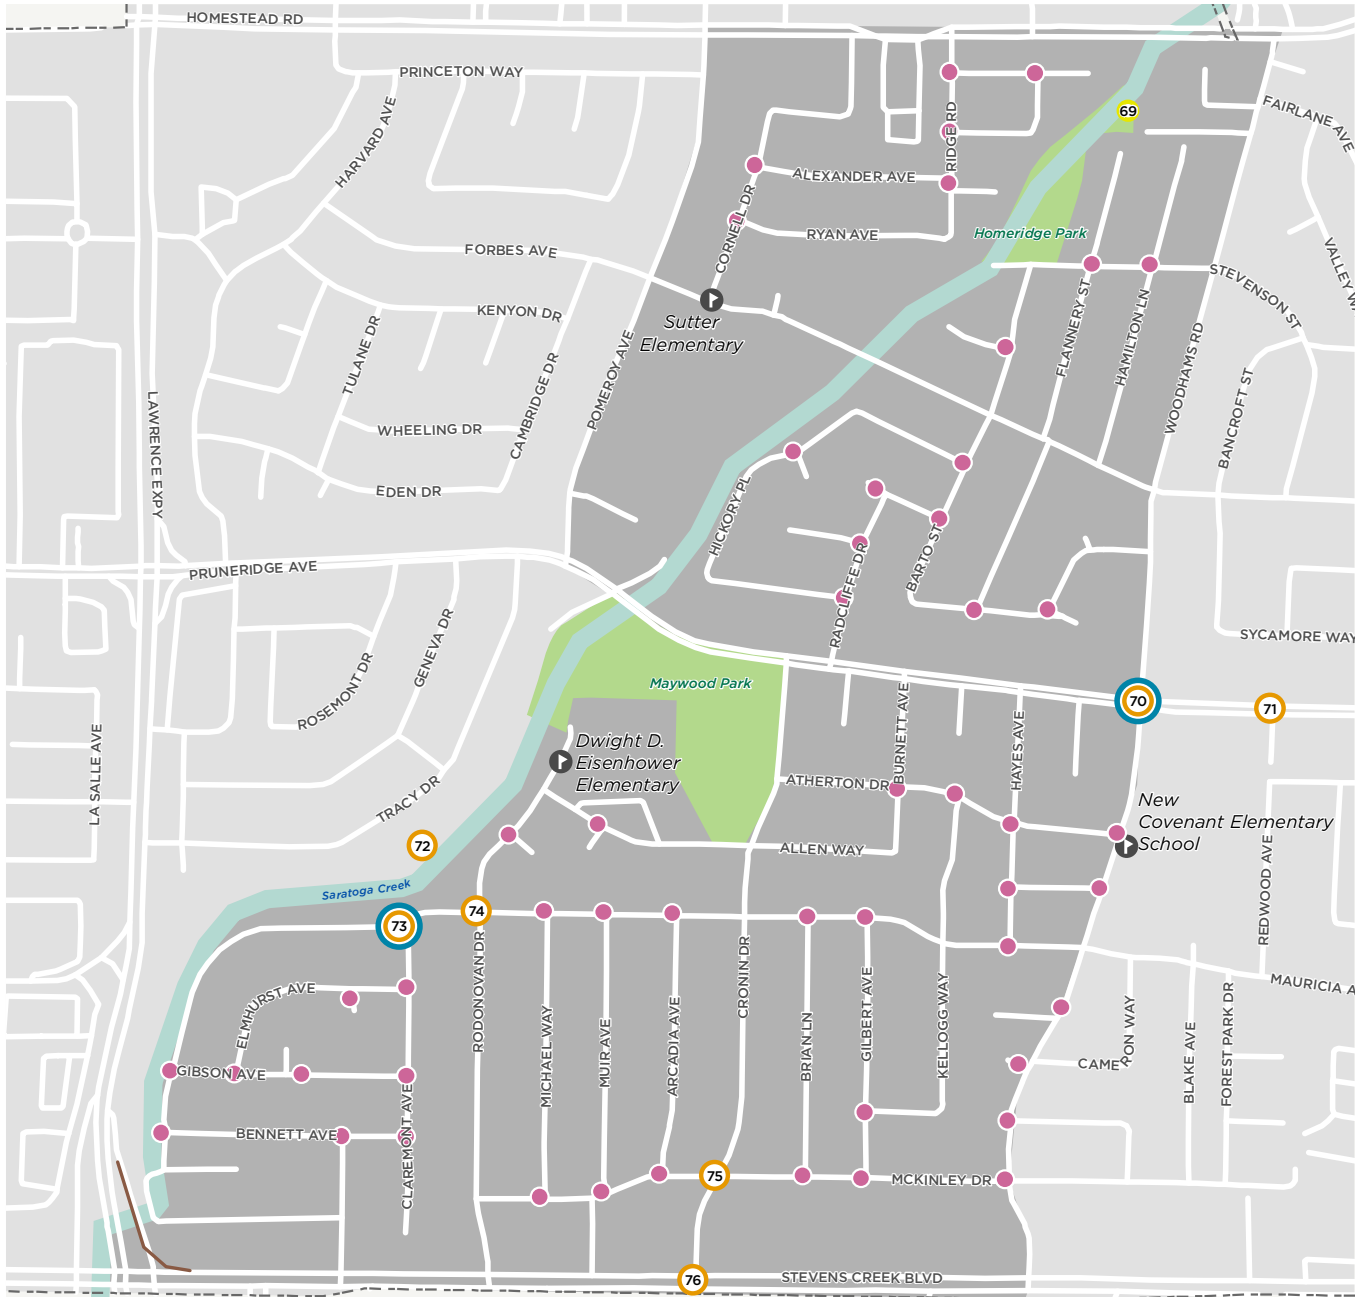 HOMESTEAD RD
PRINCETON WAY
HARVARD AVE
69
RIDGE RD
FAIRLANE AVE
ALEXANDER AVE
CORNELL DR
RYAN AVE
Homeridge Park
FORBES AVE
VALLEY W
STEVENSON ST
KENYON DR
Sutter
Elementary
TULANE DR
FLANNERY ST
HAMILTON LN
WOODHAMS RD
POMEROY AVE
CAMBRIDGE DR
BANCROFT ST
LAWRENCE EXPY
WHEELING DR
EDEN DR
HICKORY PL
RADCLIFFE DR
BARTO ST
PRUNERIDGE AVE
SYCAMORE WAY
GENEVA DR
ROSEMONT DR
Maywood Park
70
71
LA SALLE AVE
BURNETT AVE
HAYES AVE
Dwight D.
Eisenhower
Elementary
ATHERTON DR
TRACY DR
New
Covenant Elementary
School
72
ALLEN WAY
REDWOOD AVE
Saratoga Creek
73
74
MAURICIA A
ELMHURST AVE
RODONOVAN DR
CRONIN DR
MICHAEL WAY
MUIR AVE
ARCADIA AVE
BRIAN LN
GILBERT AVE
KELLOGG WAY
CAMERON WAY
BLAKE AVE
FOREST PARK DR
GIBSON AVE
BENNETT AVE
CLAREMONT AVE
75
MCKINLEY DR
76
STEVENS CREEK BLVD